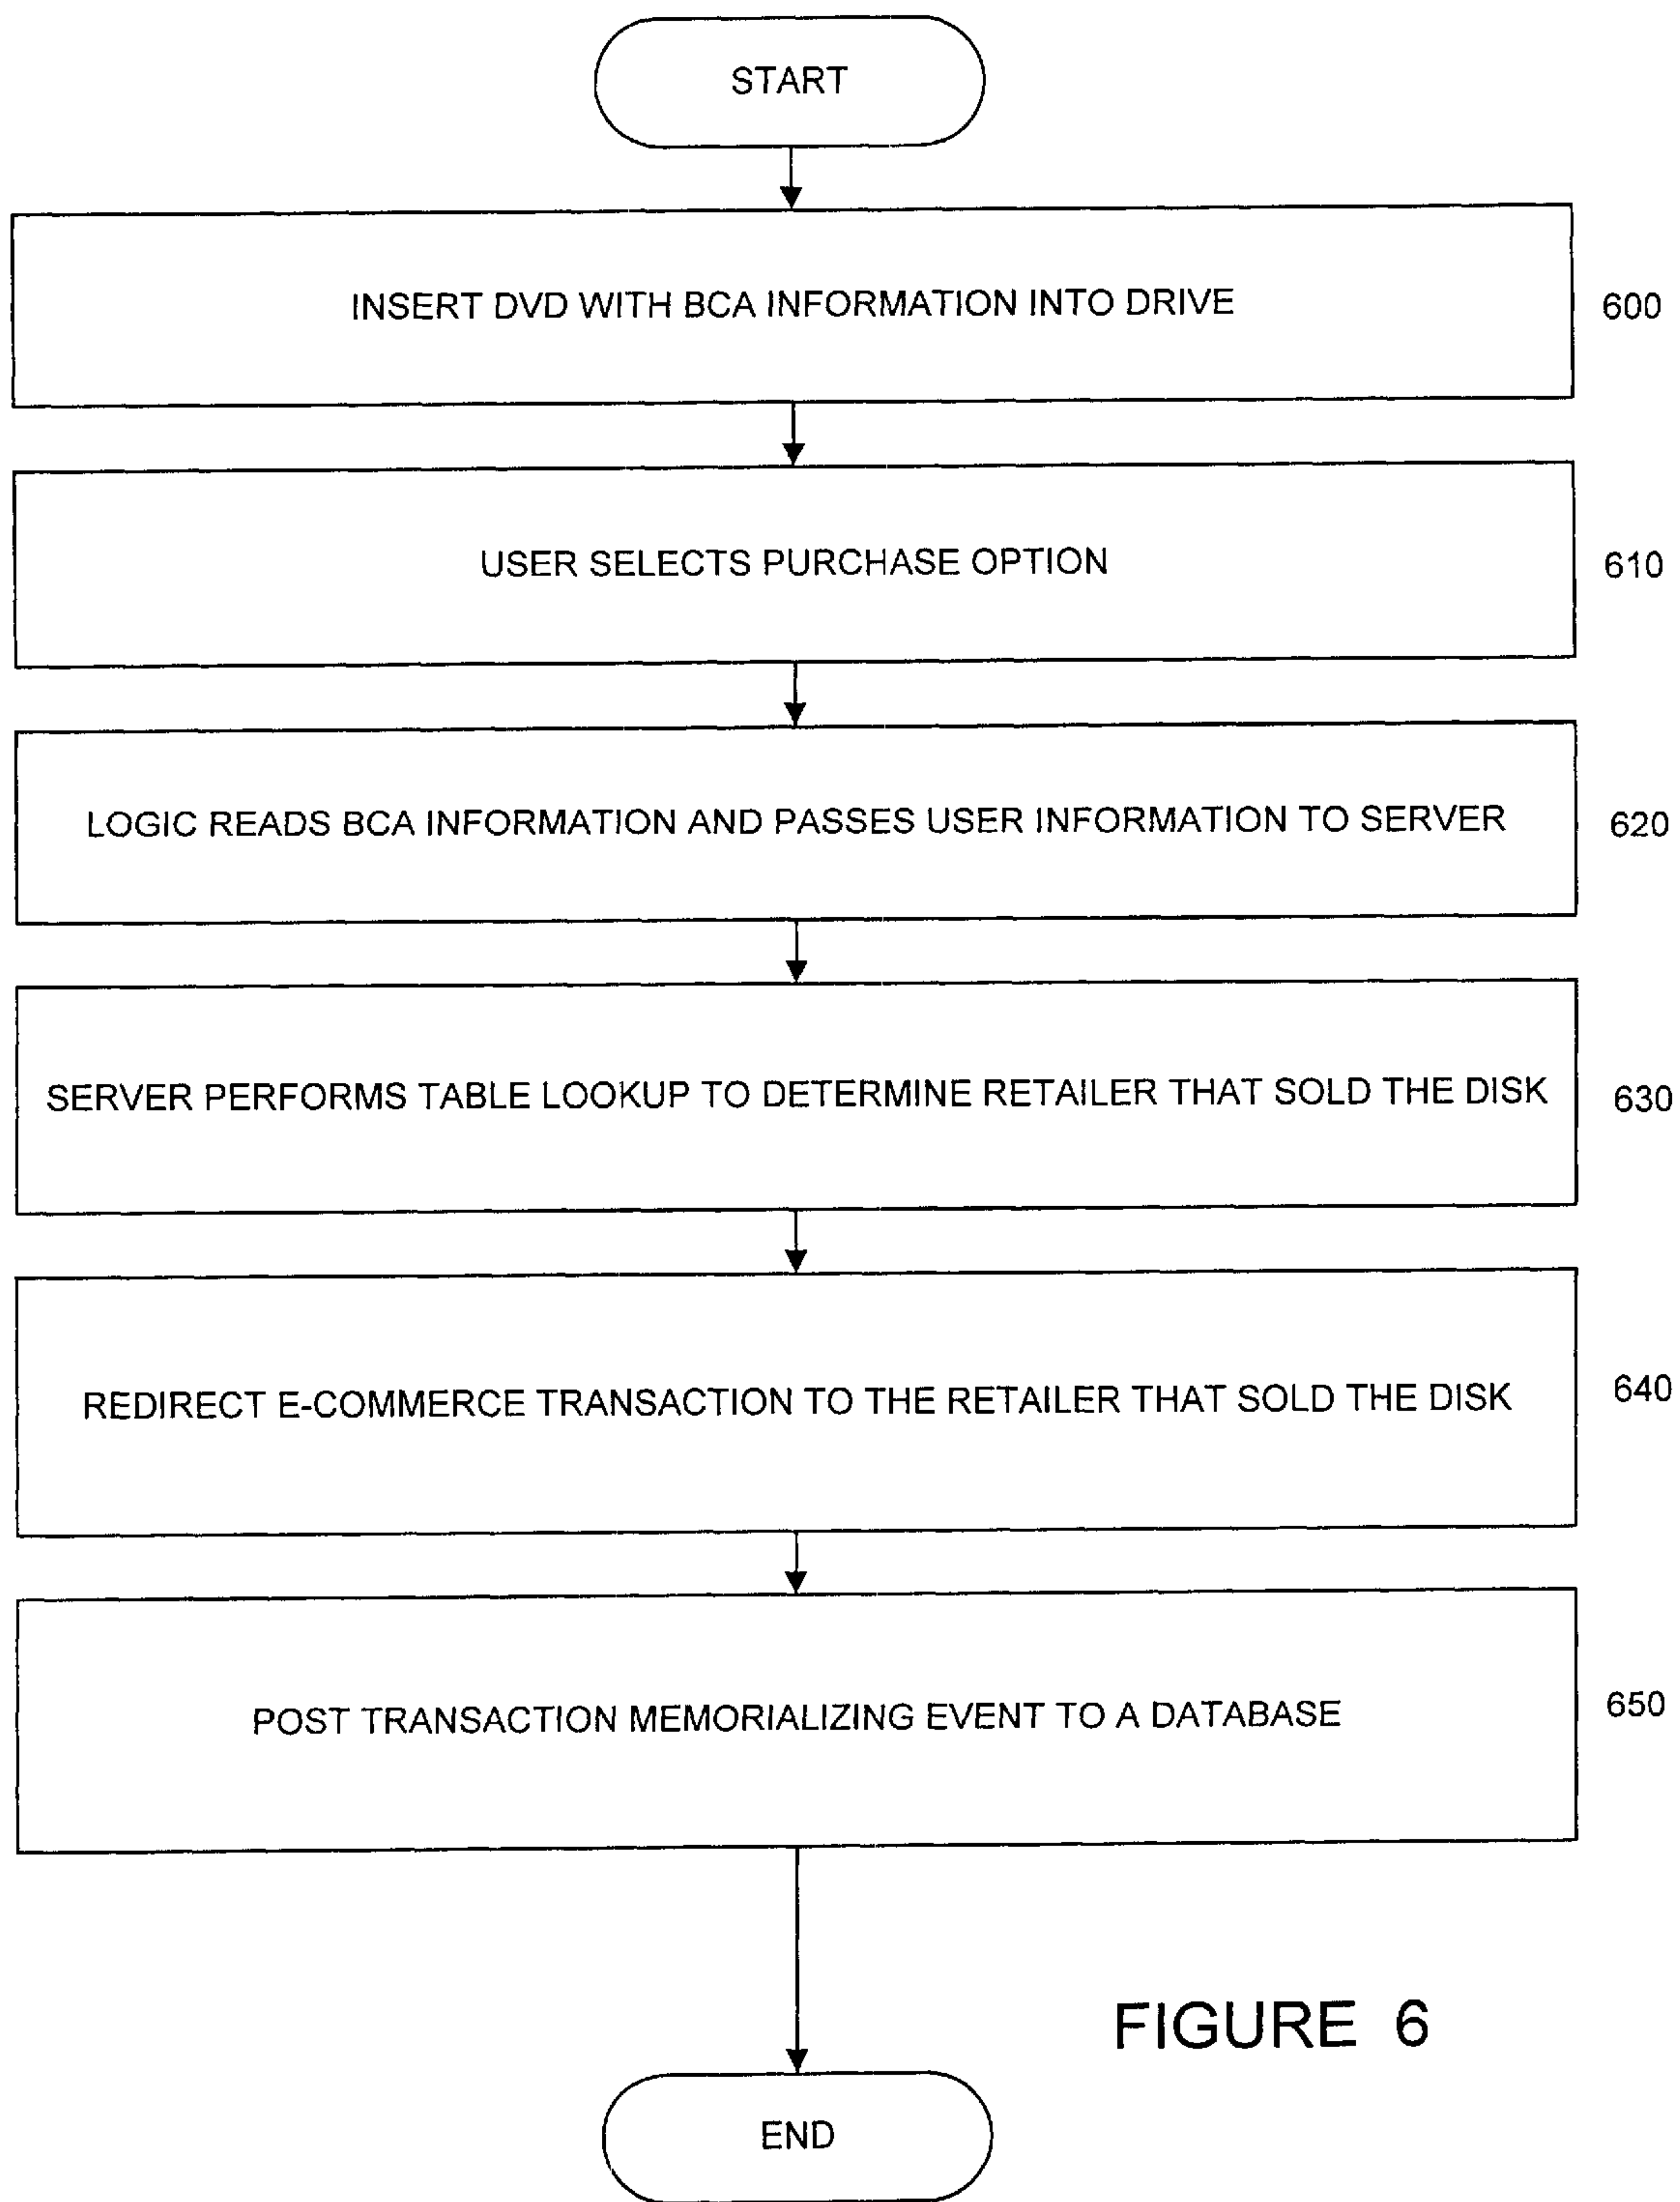 START
INSERT DVD WITH BCA INFORMATION INTO DRIVE
600
USER SELECTS PURCHASE OPTION
610
LOGIC READS BCA INFORMATION AND PASSES USER INFORMATION TO SERVER
620
SERVER PERFORMS TABLE LOOKUP TO DETERMINE RETAILER THAT SOLD THE DISK
630
REDIRECT E-COMMERCE TRANSACTION TO THE RETAILER THAT SOLD THE DISK
640
POST TRANSACTION MEMORIALIZING EVENT TO A DATABASE
650
FIGURE 6
END